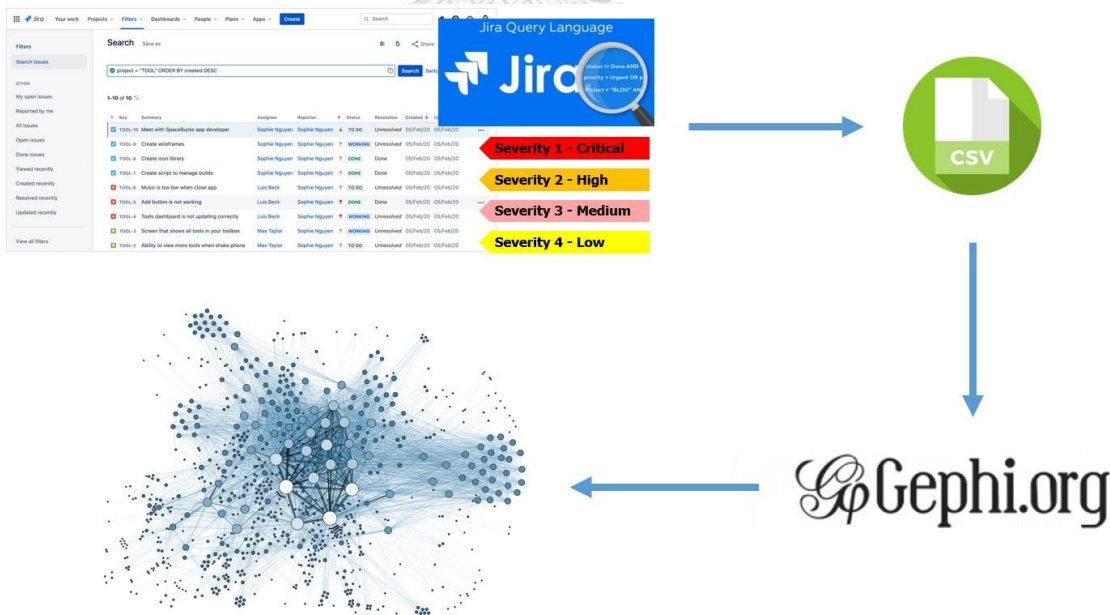 Jira Your work Projects Filters Dashboards People Plans Apps Create Search
Filters
Search issues
OTHER
My open issues
Reported by me
All issues
Open issues
Done issues
Viewed recently
Created recently
Resolved recently
Updated recently
View all filters
Search Save as Share
project = "TOOL" ORDER BY created DESC Search
1-10 of 10
T Key Summary Assignee Reporter P Status Resolution Created
TOOL-10 Meet with SpaceBucks app developer Sophie Nguyen Sophie Nguyen TO DO Unresolved 05/Feb/20 05/Feb/20
TOOL-9 Create wireframes Sophie Nguyen Sophie Nguyen WORKING Unresolved 05/Feb/20 05/Feb/20
TOOL-8 Create icon library Sophie Nguyen Sophie Nguyen DONE Done 05/Feb/20 05/Feb/20
TOOL-7 Create script to manage builds Sophie Nguyen Sophie Nguyen DONE Done 05/Feb/20 05/Feb/20
TOOL-6 Music is too low when close app Luis Beck Sophie Nguyen TO DO Unresolved 05/Feb/20 05/Feb/20
TOOL-5 Add button is not working Luis Beck Sophie Nguyen DONE Done 05/Feb/20 05/Feb/20
TOOL-4 Tools dashboard is not updating correctly Luis Beck Sophie Nguyen WORKING Unresolved 05/Feb/20 05/Feb/20
TOOL-3 Screen that shows all tools in your toolbox Max Taylor Sophie Nguyen WORKING Unresolved 05/Feb/20 05/Feb/20
TOOL-2 Ability to view more tools when shake phone Max Taylor Sophie Nguyen TO DO Unresolved 05/Feb/20 05/Feb/20
Jira Query Language
Jira
status != Done AND
priority = Urgent OR p
Project = "BLOG" AN
Severity 1 - Critical
Severity 2 - High
Severity 3 - Medium
Severity 4 - Low
CSV
Gephi.org